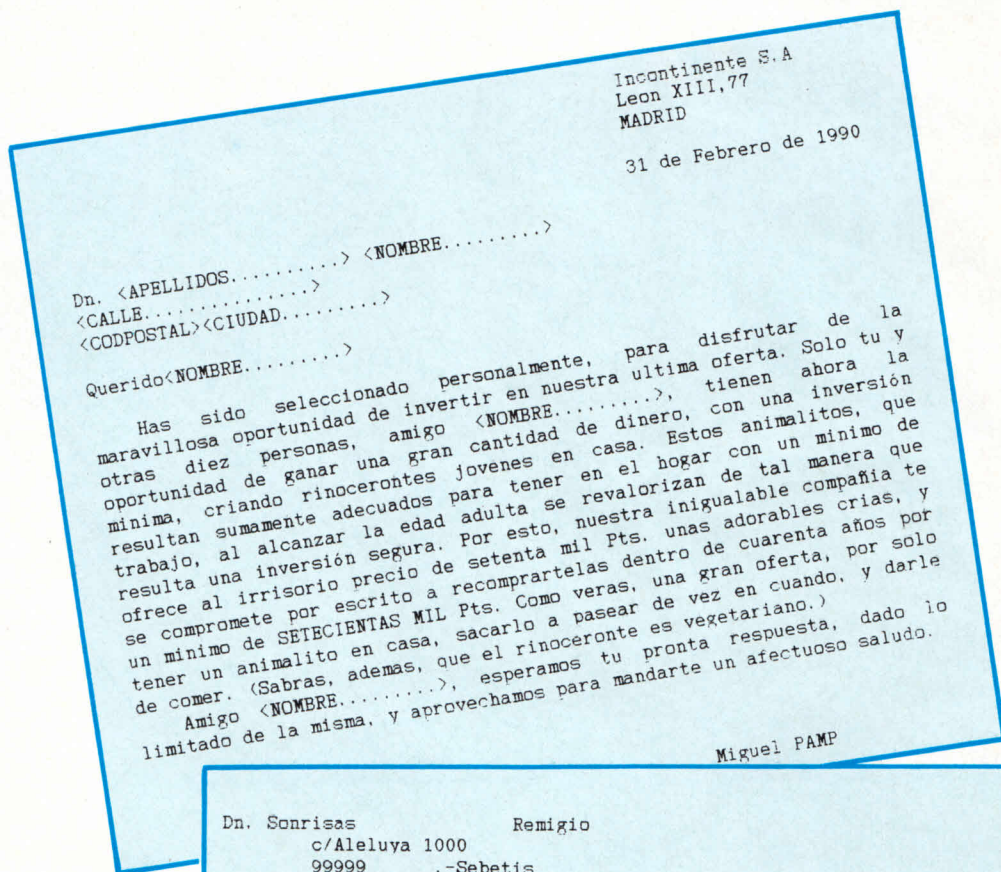 Incontinente S.A
Leon XIII,77
MADRID
31 de Febrero de 1990
Dn. <APELLIDOS..........> <NOMBRE.........>
<CALLE...............>
<CODPOSTAL><CIUDAD.........>
Querido<NOMBRE.........>
Has sido seleccionado personalmente, para disfrutar de la
maravillosa oportunidad de invertir en nuestra ultima oferta. Solo tu y
otras diez personas, amigo <NOMBRE.........>, tienen ahora la
oportunidad de ganar una gran cantidad de dinero, con una inversión
minima, criando rinocerontes jovenes en casa. Estos animalitos, que
resultan sumamente adecuados para tener en el hogar con un minimo de
trabajo, al alcanzar la edad adulta se revalorizan de tal manera que
resulta una inversión segura. Por esto, nuestra inigualable compañia te
ofrece al irrisorio precio de setenta mil Pts. unas adorables crias, y
se compromete por escrito a recomprartelas dentro de cuarenta años por
un minimo de SETECIENTAS MIL Pts. Como veras, una gran oferta, por solo
tener un animalito en casa, sacarlo a pasear de vez en cuando, y darle
de comer. (Sabras, ademas, que el rinoceronte es vegetariano.)
Amigo <NOMBRE.........>, esperamos tu pronta respuesta, dado lo
limitado de la misma, y aprovechamos para mandarte un afectuoso saludo.
Miguel PAMP
Dn. Sonrisas Remigio
c/Aleluya 1000
99999 .-Sebetis